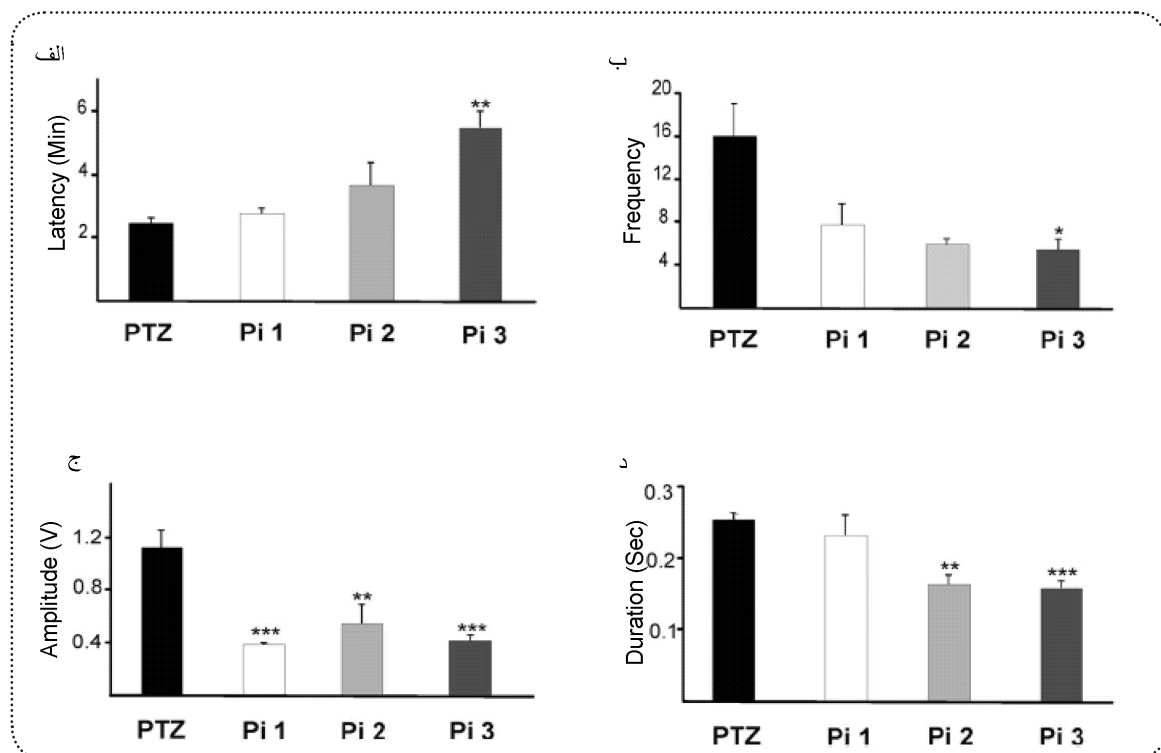 الف
Latency (Min)
6
4
2
**
PTZ Pi 1 Pi 2 Pi 3
ب
Frequency
20
16
12
8
4
*
PTZ Pi 1 Pi 2 Pi 3
ج
Amplitude (V)
1.2
0.8
0.4
*** ** ***
PTZ Pi 1 Pi 2 Pi 3
د
Duration (Sec)
0.3
0.2
0.1
** ***
PTZ Pi 1 Pi 2 Pi 3